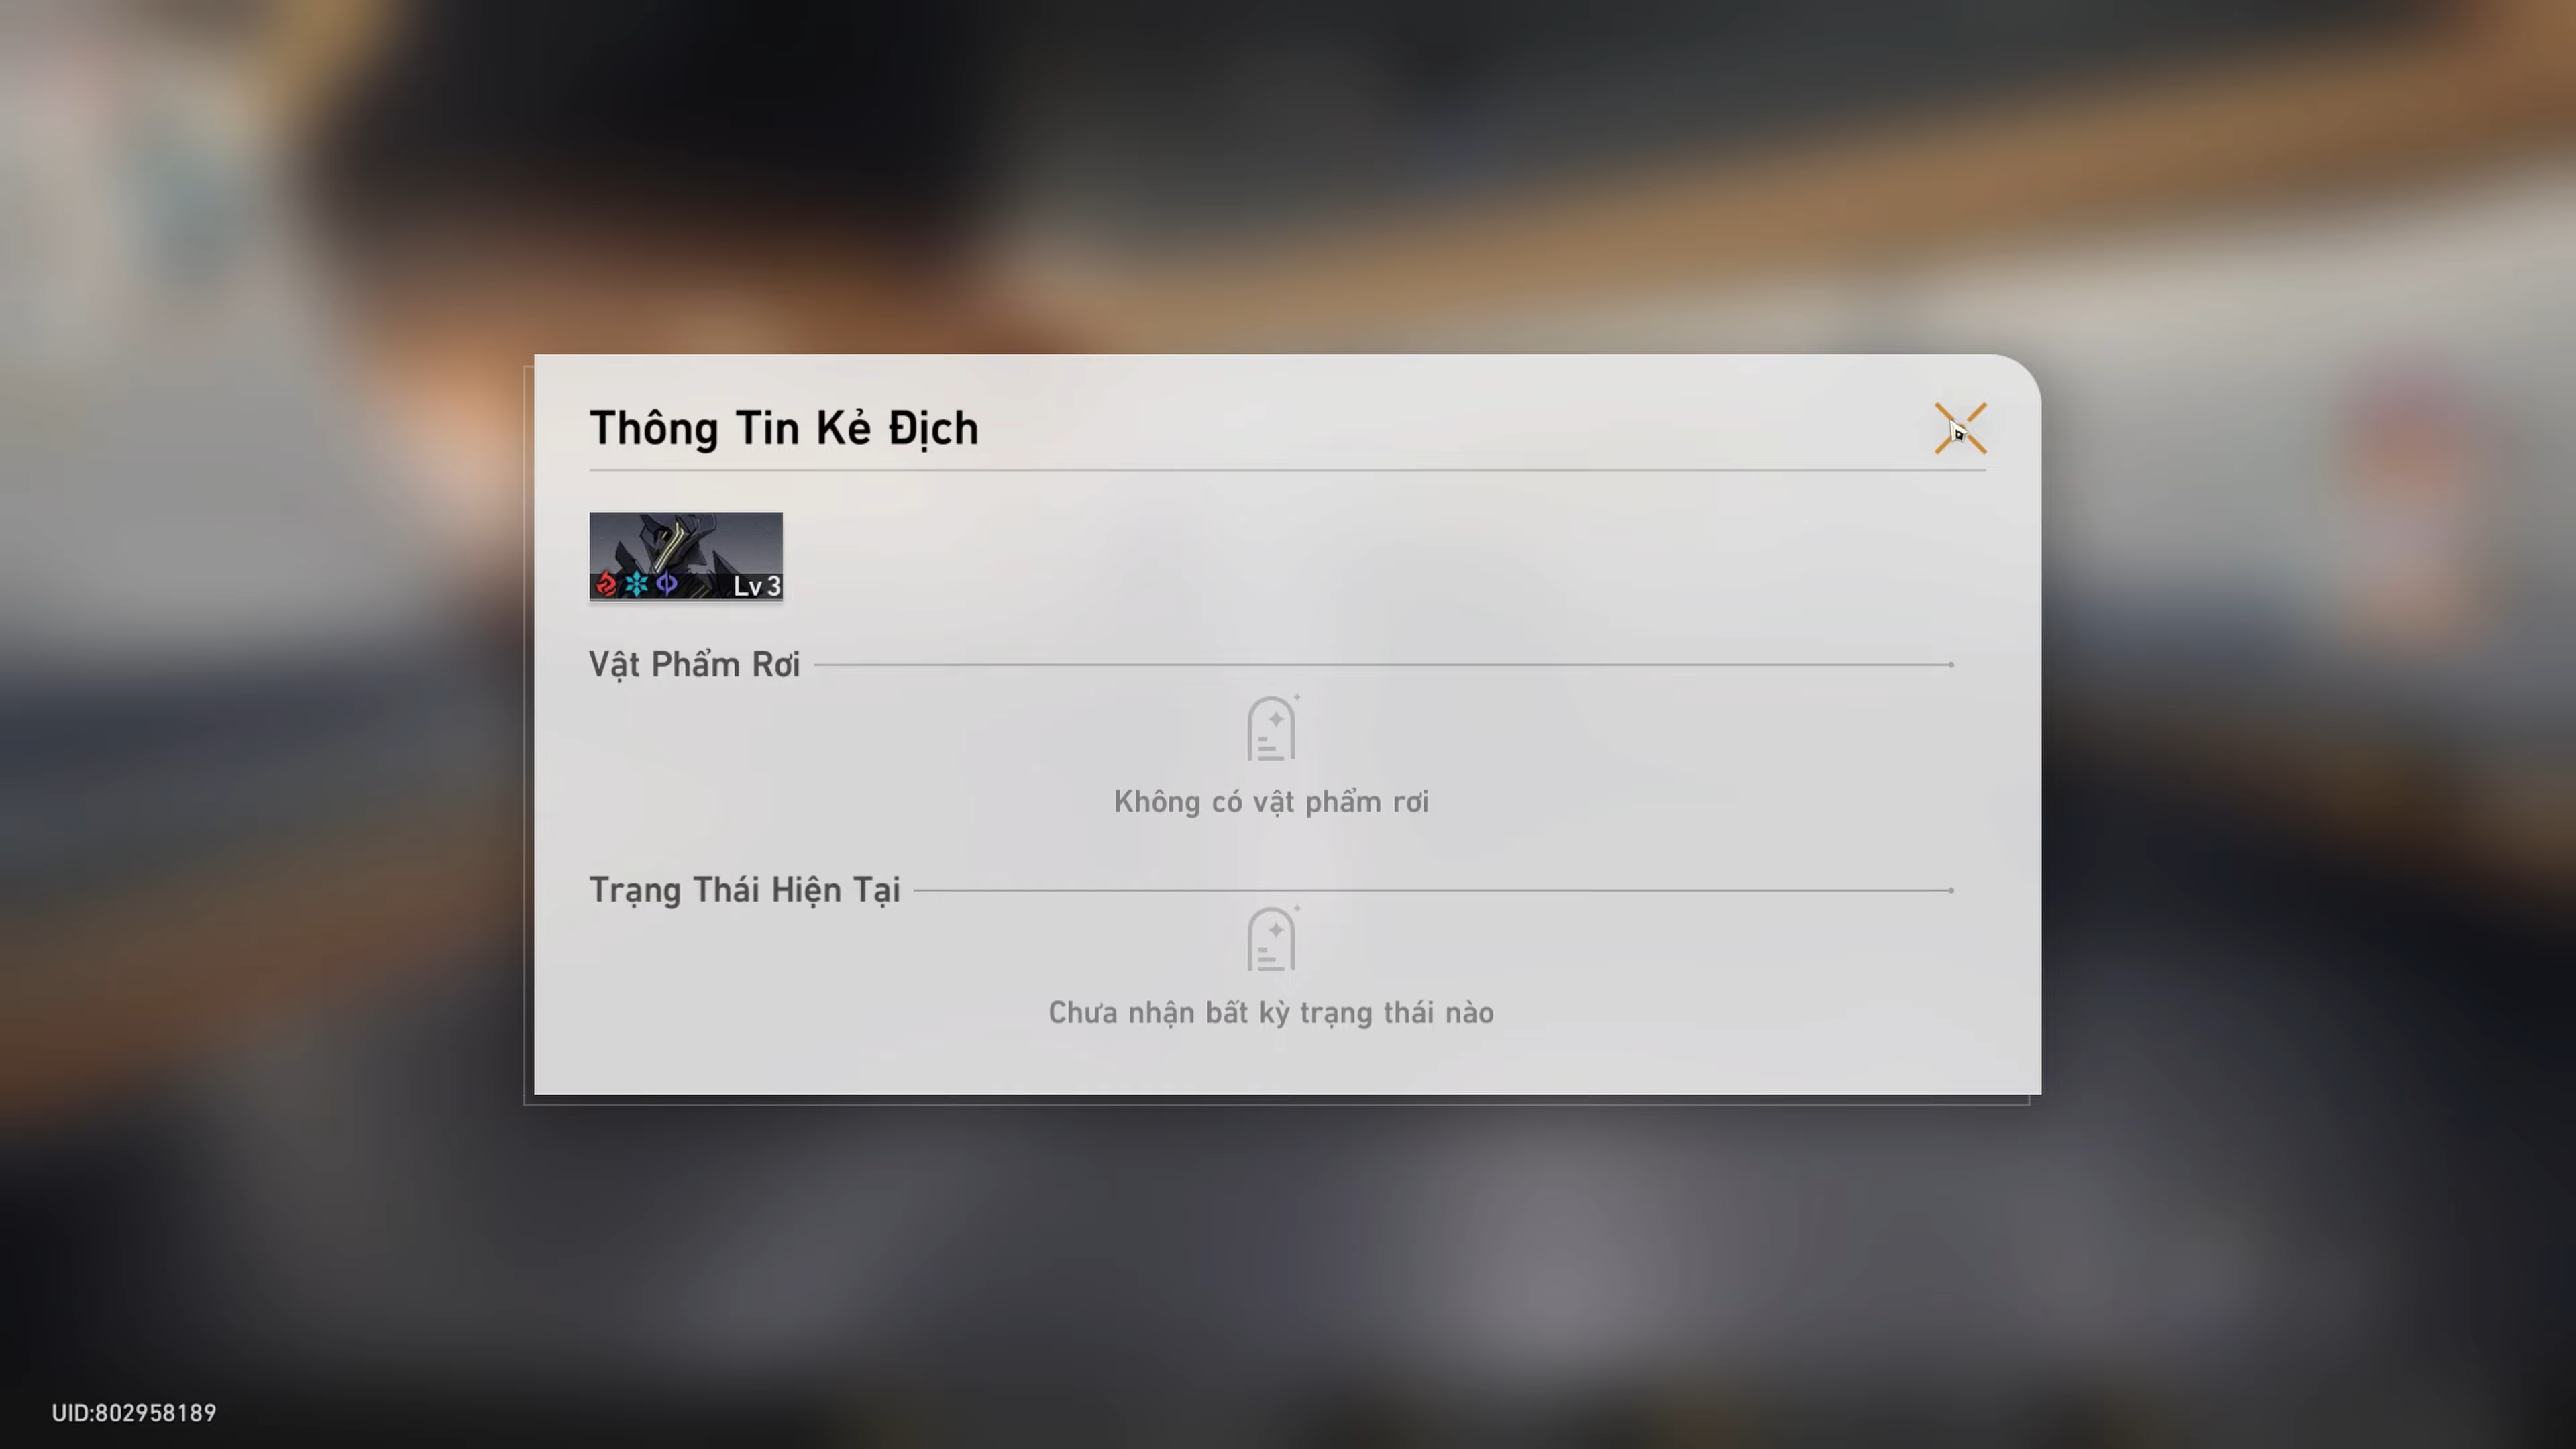 Thông Tin Kẻ Địch
Lv 3
Vật Phẩm Rơi
Không có vật phẩm rơi
Trạng Thái Hiện Tại
Chưa nhận bất kỳ trạng thái nào
UID:802958189